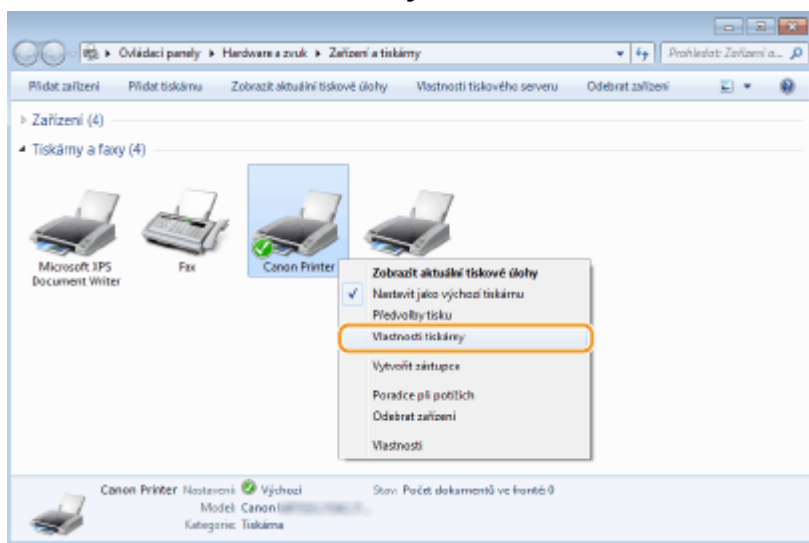 Ovládací panely ▸ Hardware a zvuk ▸ Zařízení a tiskárny
Prohledat: Zařízení a...
Přidat zařízení Přidat tiskárnu Zobrazit aktuální tiskové úlohy Vlastnosti tiskového serveru Odebrat zařízení
Zařízení (4)
Tiskárny a faxy (4)
Microsoft XPS
Document Writer
Fax
Canon Printer
Zobrazit aktuální tiskové úlohy
Nastavit jako výchozí tiskárnu
Předvolby tisku
Vlastnosti tiskárny
Vytvořit zástupce
Poradce při potížích
Odebrat zařízení
Vlastnosti
Canon Printer Nastavení: Výchozí Stav: Počet dokumentů ve frontě: 0
Model: Canon
Kategorie: Tiskárna